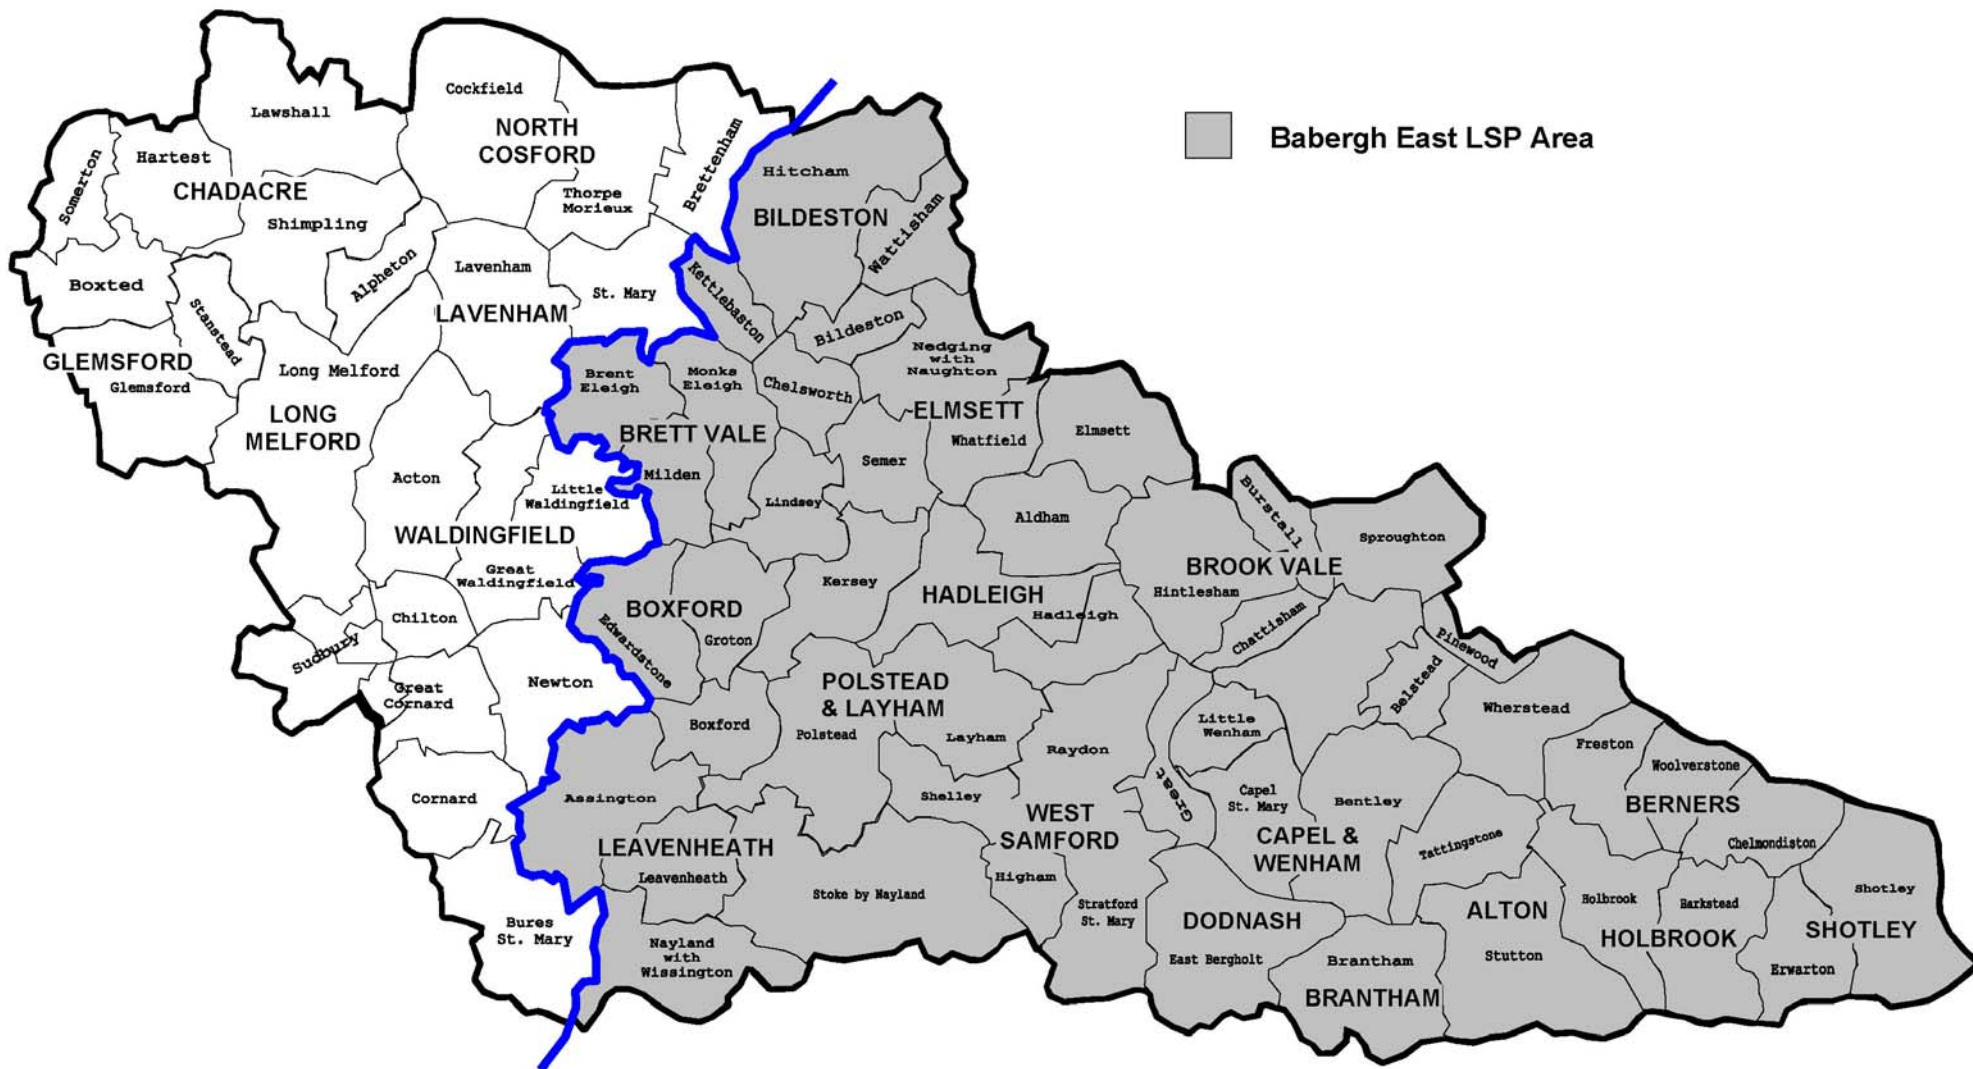 Babergh East LSP Area
Cockfield
Lawshall
NORTH
COSFORD
Brettenham
Hartest
Somerton
CHADACRE
Thorpe
Morieux
Hitcham
BILDESTON
Wattisham
Shimpling
Alpheton
Lavenham
Boxted
St. Mary
Kettlebaston
Stanstead
LAVENHAM
Bildeston
GLEMSFORD
Glemsford
Long Melford
Nedging
with
Naughton
Brent
Eleigh
Monks
Eleigh
Chelsworth
LONG
MELFORD
ELMSETT
BRETT VALE
Whatfield
Elmsett
Semer
Acton
Milden
Little
Waldingfield
Lindsey
Aldham
Burstall
Sproughton
WALDINGFIELD
Great
Waldingfield
Kersey
BROOK VALE
HADLEIGH
Hadleigh
Hintlesham
BOXFORD
Chilton
Groton
Edwardstone
Chattisham
Sudbury
Pinewood
Newton
Great
Cornard
POLSTEAD
& LAYHAM
Belstead
Wherstead
Boxford
Polstead
Layham
Raydon
Little
Wenham
Freston
Woolverstone
Cornard
Assington
Shelley
Great
Capel
St. Mary
Bentley
BERNERS
WEST
SAMFORD
CAPEL &
WENHAM
Tattingstone
Chelmondiston
LEAVENHEATH
Leavenheath
Higham
Stoke by Nayland
Stratford
St. Mary
DODNASH
ALTON
Holbrook
Harkstead
Shotley
Bures
St. Mary
SHOTLEY
HOLBROOK
Nayland
with
Wissington
East Bergholt
Brantham
Stutton
Erwarton
BRANTHAM